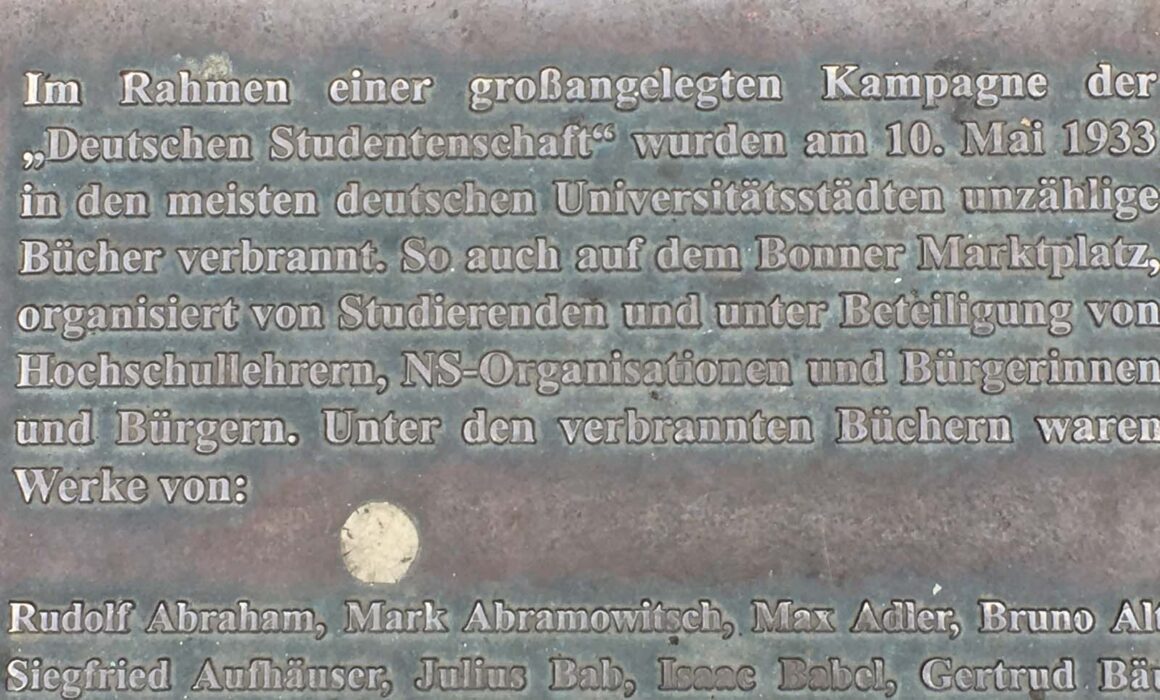 Im Rahmen einer großangelegten Kampagne der
„Deutschen Studentenschaft“ wurden am 10. Mai 1933
in den meisten deutschen Universitätsstädten unzählige
Bücher verbrannt. So auch auf dem Bonner Marktplatz,
organisiert von Studierenden und unter Beteiligung von
Hochschullehrern, NS-Organisationen und Bürgerinnen
und Bürgern. Unter den verbrannten Büchern waren
Werke von:
Rudolf Abraham, Mark Abramowitsch, Max Adler, Bruno
Siegfried Aufhäuser, Julius Bab, Isaac Babel, Gertrud